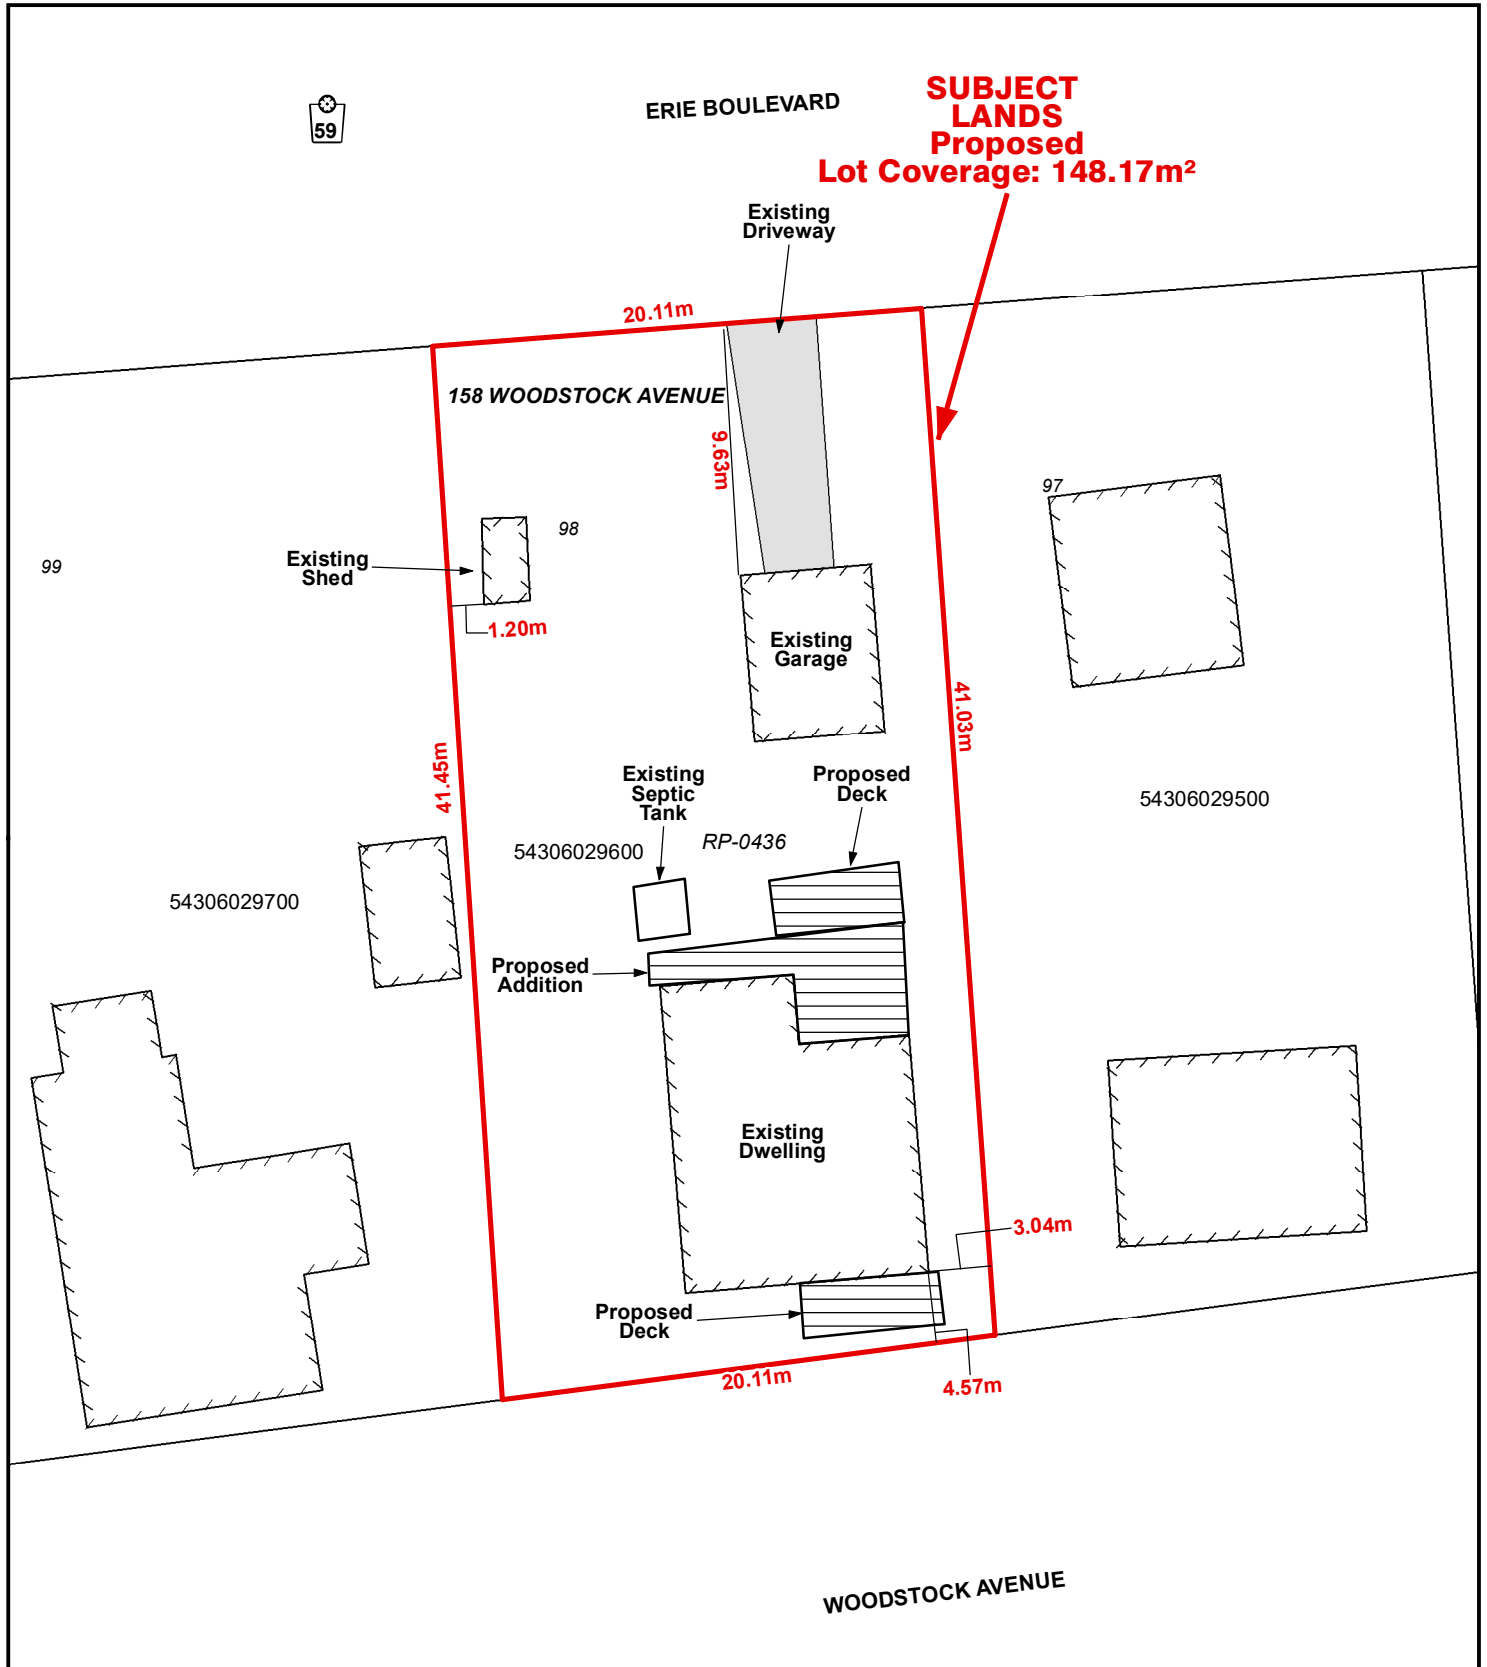 59
ERIE BOULEVARD
SUBJECT
LANDS
Proposed
Lot Coverage: 148.17m²
Existing
Driveway
20.11m
158 WOODSTOCK AVENUE
9.63m
97
98
99
Existing
Shed
1.20m
Existing
Garage
41.03m
41.45m
Existing
Septic
Tank
Proposed
Deck
54306029500
RP-0436
54306029600
54306029700
Proposed
Addition
Existing
Dwelling
3.04m
Proposed
Deck
20.11m
4.57m
WOODSTOCK AVENUE